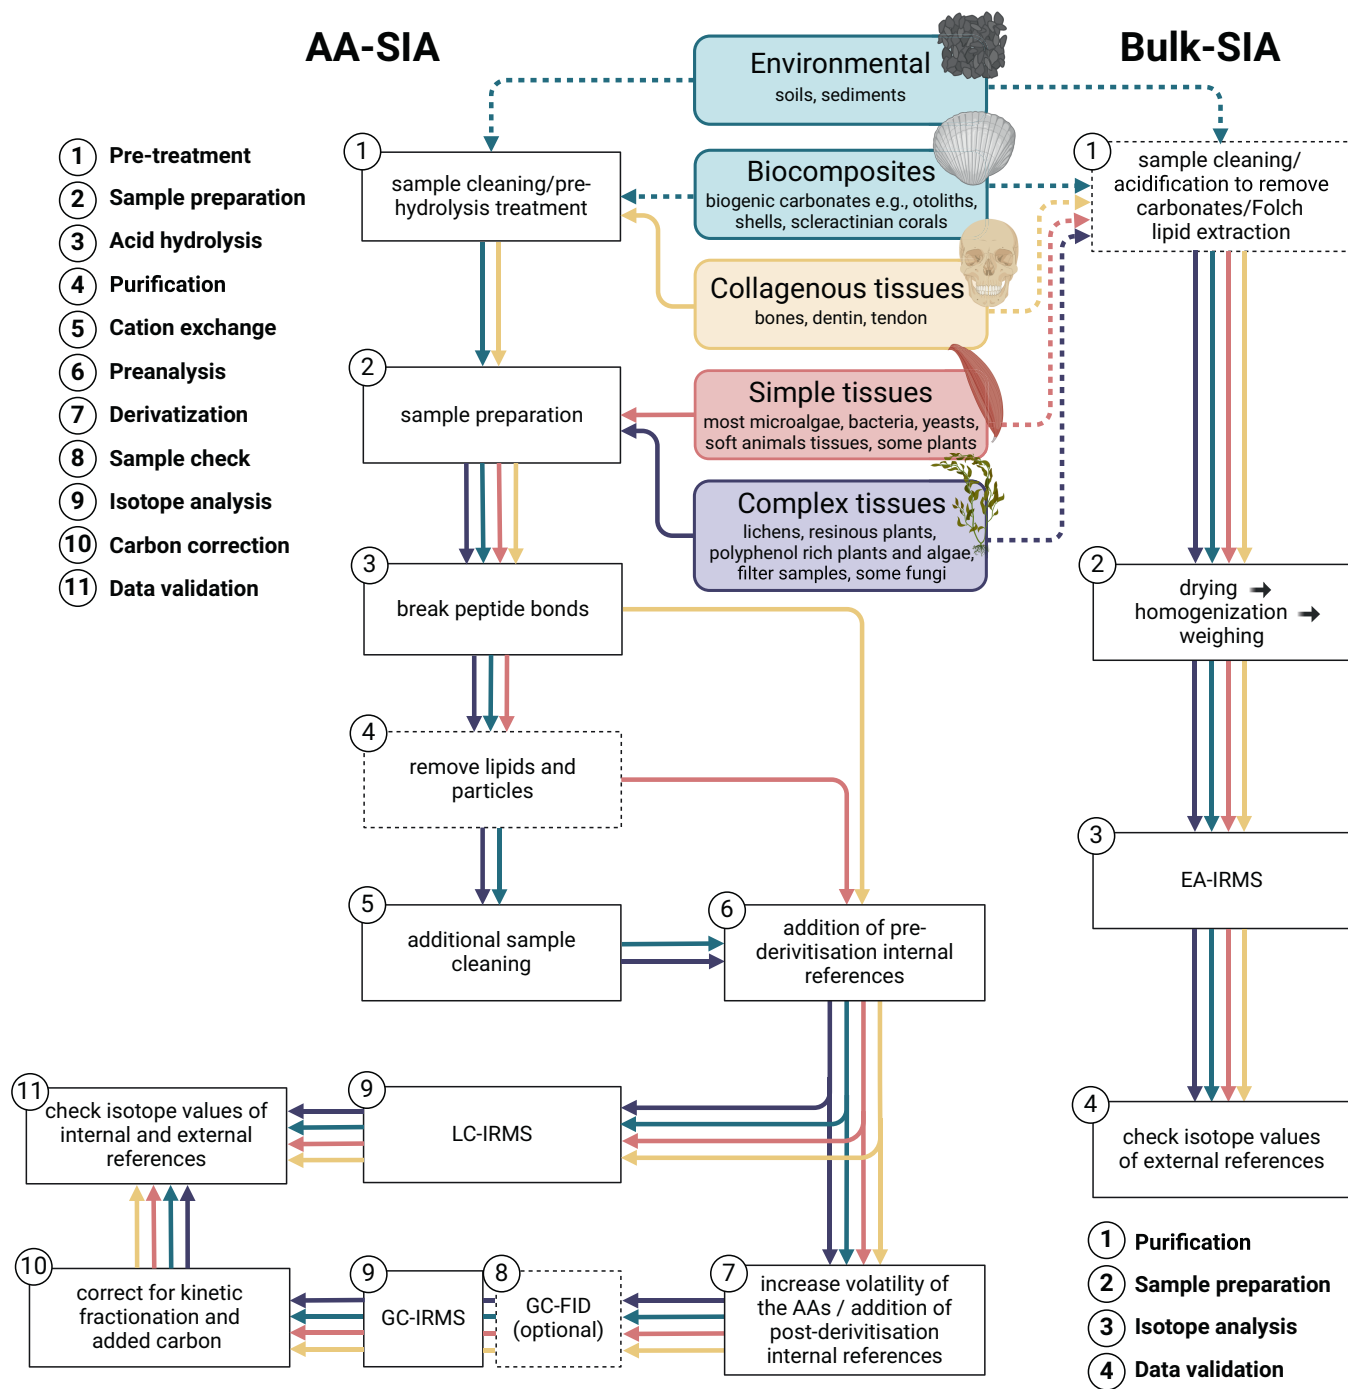 AA-SIA
Bulk-SIA
Environmental
soils, sediments
Biocomposites
biogenic carbonates e.g., otoliths,
shells, scleractinian corals
Collagenous tissues
bones, dentin, tendon
Simple tissues
most microalgae, bacteria, yeasts,
soft animals tissues, some plants
Complex tissues
lichens, resinous plants,
polyphenol rich plants and algae,
filter samples, some fungi
1 Pre-treatment
2 Sample preparation
3 Acid hydrolysis
4 Purification
5 Cation exchange
6 Preanalysis
7 Derivatization
8 Sample check
9 Isotope analysis
10 Carbon correction
11 Data validation
1
sample cleaning/pre-
hydrolysis treatment
2
sample preparation
3
break peptide bonds
4
remove lipids and
particles
5
additional sample
cleaning
6
addition of pre-
derivitisation internal
references
7
increase volatility of
the AAs / addition of
post-derivitisation
internal references
8
GC-FID
(optional)
9
GC-IRMS
9
LC-IRMS
10
correct for kinetic
fractionation and
added carbon
11
check isotope values of
internal and external
references
1
sample cleaning/
acidification to remove
carbonates/Folch
lipid extraction
2
drying ➞
homogenization ➞
weighing
3
EA-IRMS
4
check isotope values
of external references
1 Purification
2 Sample preparation
3 Isotope analysis
4 Data validation